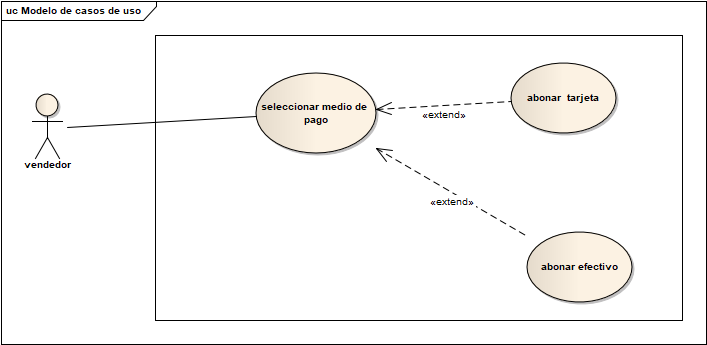 uc Modelo de casos de uso
seleccionar medio de
pago
abonar tarjeta
«extend»
vendedor
«extend»
abonar efectivo